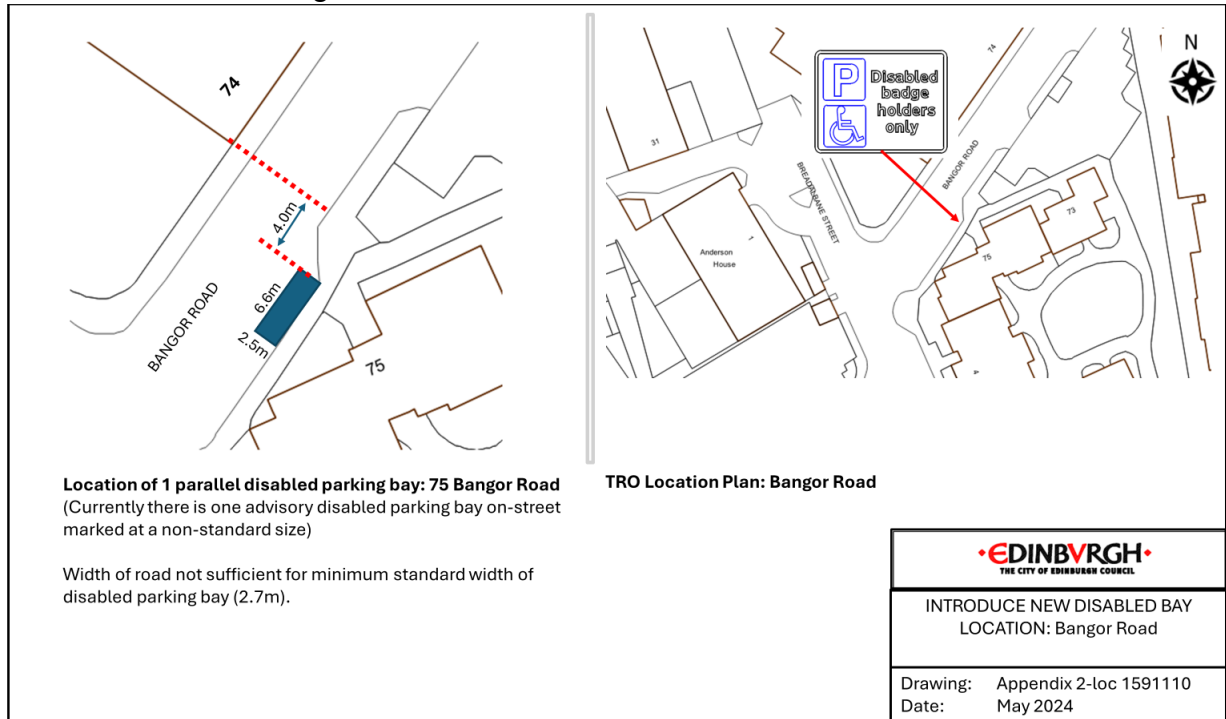 74
4.0m
6.6m
2.5m
BANGOR ROAD
75
Location of 1 parallel disabled parking bay: 75 Bangor Road
(Currently there is one advisory disabled parking bay on-street
marked at a non-standard size)
Width of road not sufficient for minimum standard width of
disabled parking bay (2.7m).
74
N
P
Disabled
badge
holders
only
31
BREADALBANE STREET
BANGOR ROAD
1
Anderson
House
73
75
4
TRO Location Plan: Bangor Road
EDINBVRGH
THE CITY OF EDINBURGH COUNCIL
INTRODUCE NEW DISABLED BAY
LOCATION: Bangor Road
Drawing: Appendix 2-loc 1591110
Date: May 2024